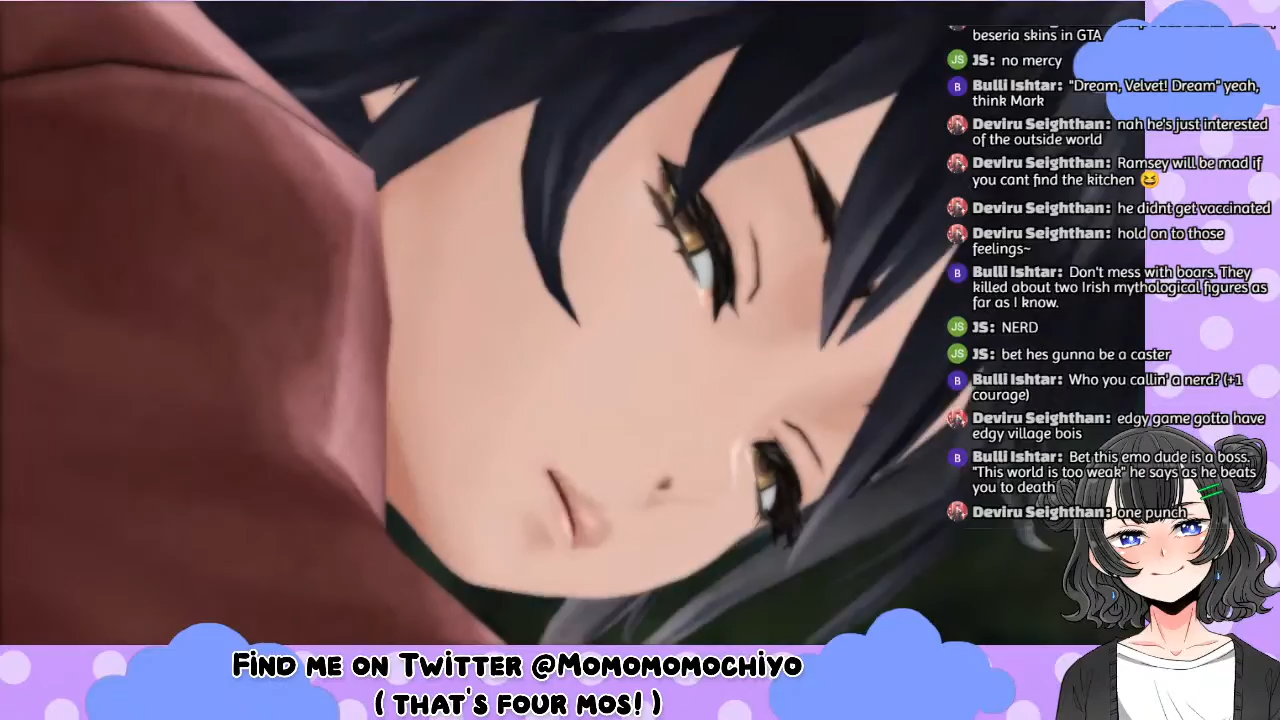 beseria skins in GTA
JS JS: no mercy
B Bulli Ishtar: "Dream, Velvet! Dream" yeah,
think Mark
Deviru Seighthan: nah he's just interested
of the outside world
Deviru Seighthan: Ramsey will be mad if
you cant find the kitchen 😆
Deviru Seighthan: he didnt get vaccinated
Deviru Seighthan: hold on to those
feelings~
B Bulli Ishtar: Don't mess with boars. They
killed about two Irish mythological figures as
far as I know.
JS JS: NERD
JS JS: bet hes gunna be a caster
B Bulli Ishtar: Who you callin' a nerd? (+1
courage)
Deviru Seighthan: edgy game gotta have
edgy village bois
B Bulli Ishtar: Bet this emo dude is a boss.
"This world is too weak" he says as he beats
you to death
Deviru Seighthan: one punch
Find me on Twitter @Momomomochiyo
( that's four mos! )